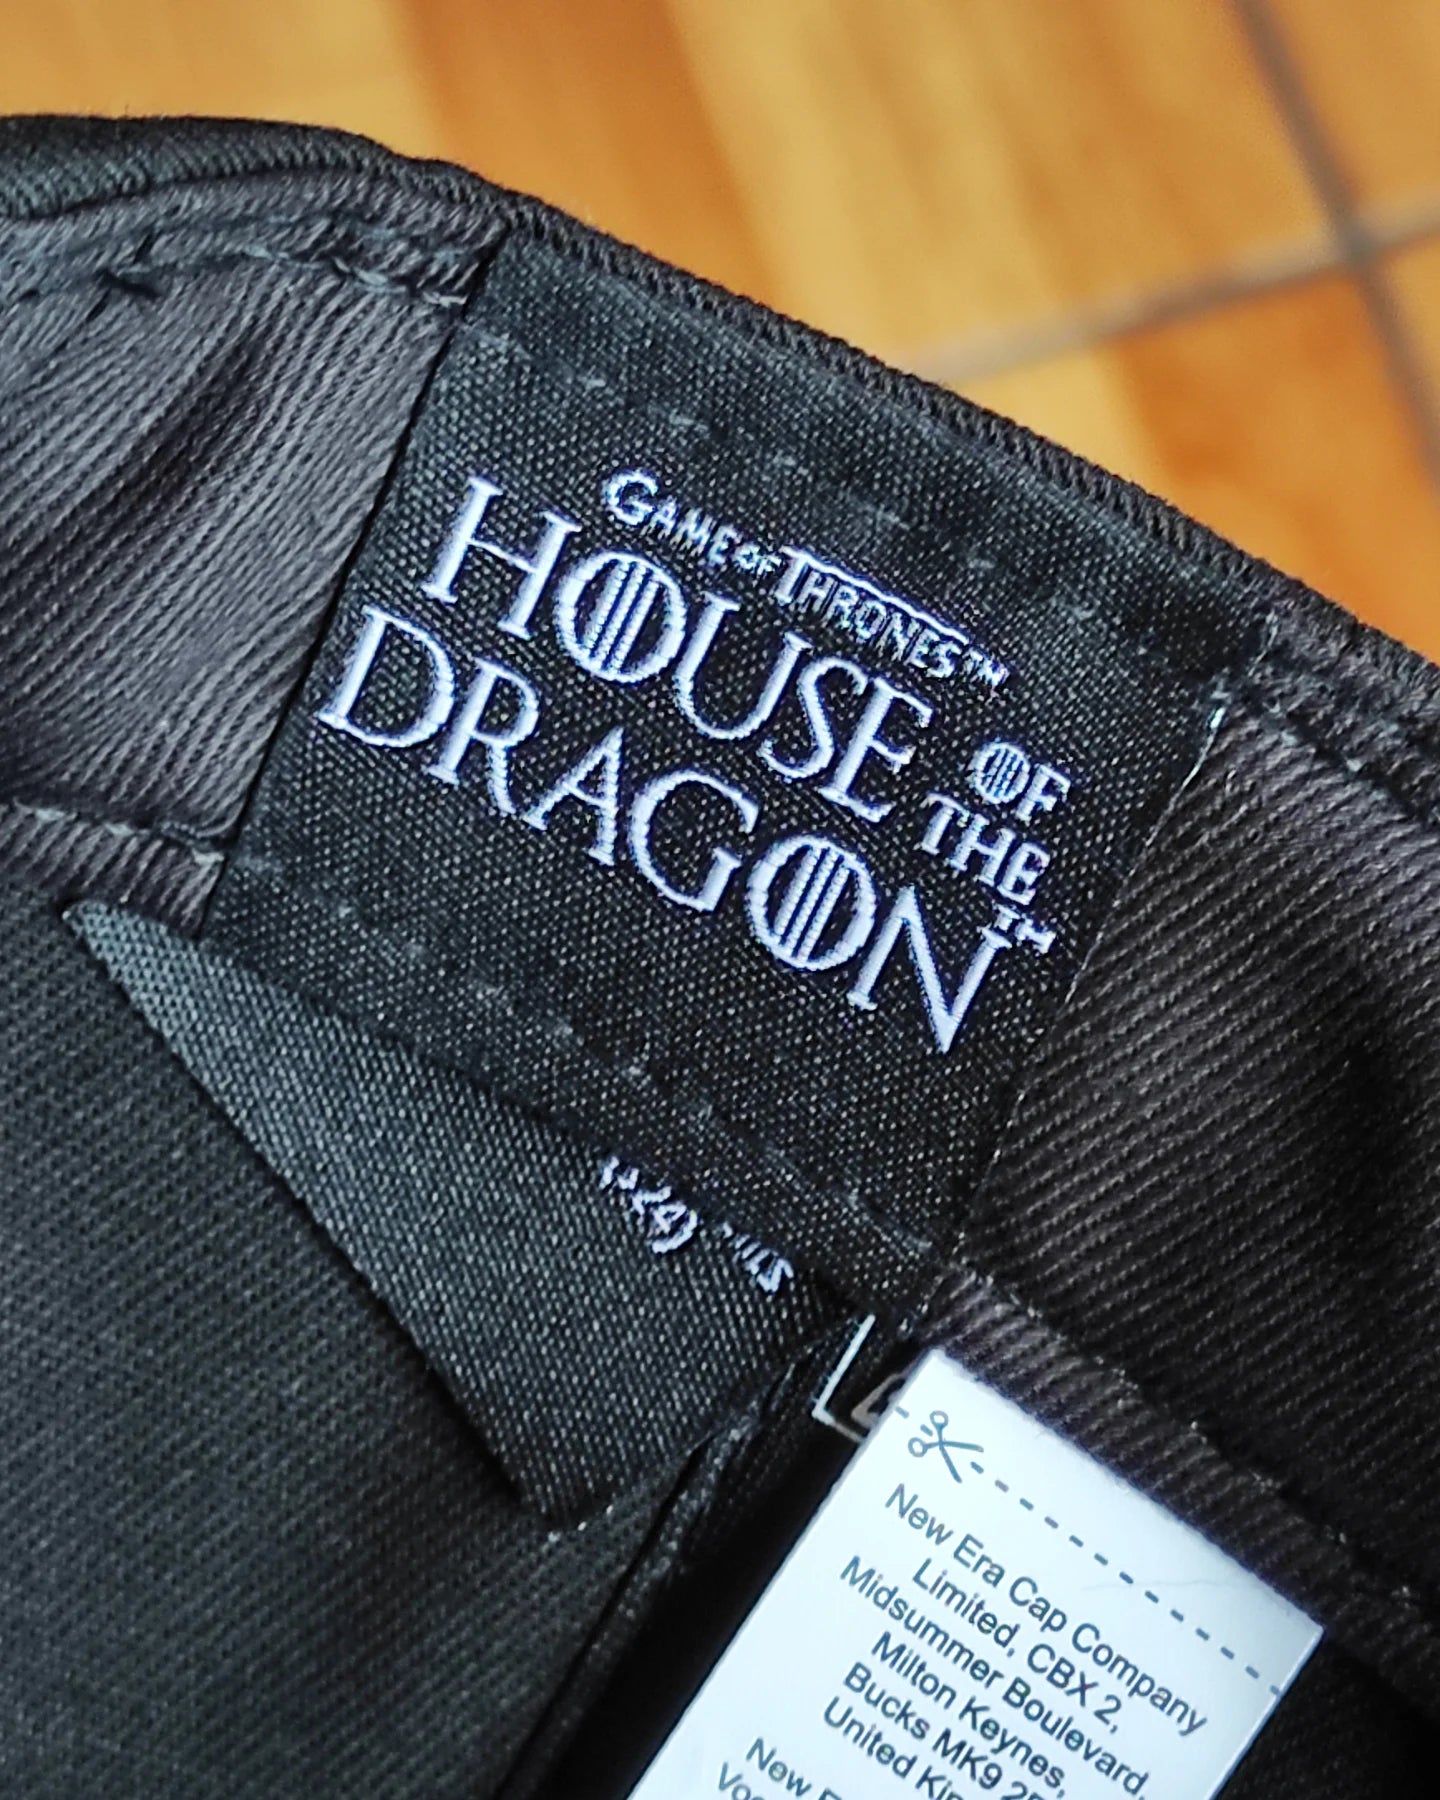 GAME OF THRONES™
HOUSE OF THE
DRAGON™
New Era Cap Company
Limited, CBX 2,
Midsummer Boulevard,
Milton Keynes,
Bucks MK9
United
New